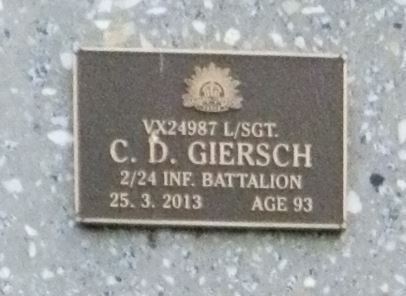 VX24987 L/SGT.
C. D. GIERSCH
2/24 INF. BATTALION
25. 3. 2013 AGE 93